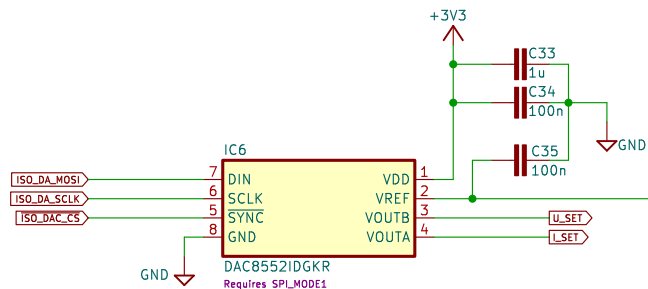 +3V3
C33
1u
C34
100n
GND
C35
100n
IC6
ISO_DA_MOSI 7 DIN VDD 1
ISO_DA_SCLK 6 SCLK VREF 2
ISO_DAC_CS 5 SYNC VOUTB 3 U_SET
8 GND VOUTA 4 I_SET
GND
DAC8552IDGKR
Requires SPI_MODE1